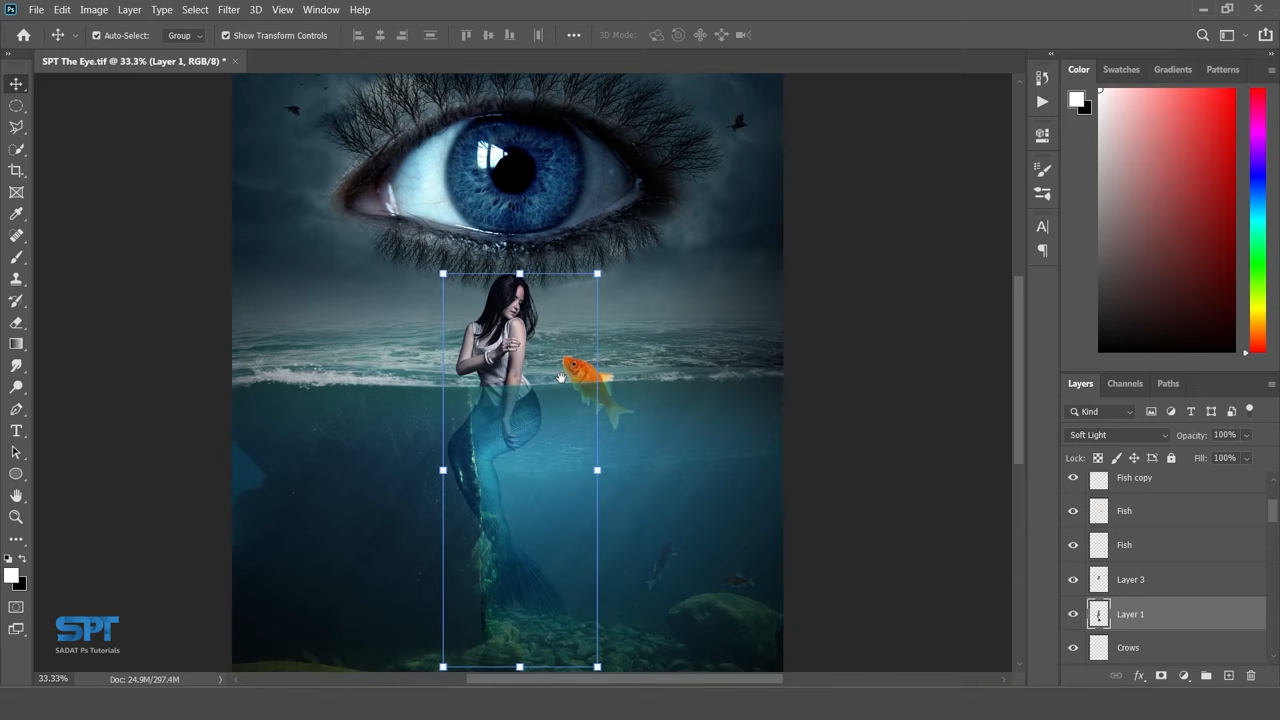 Ps File Edit Image Layer Type Select Filter 3D View Window Help
Auto-Select: Group Show Transform Controls 3D Mode:
SPT The Eye.tif @ 33.3% (Layer 1, RGB/8) *
Color Swatches Gradients Patterns
Layers Channels Paths
Kind
Soft Light Opacity: 100%
Lock: Fill: 100%
Fish copy
Fish
Fish
Layer 3
Layer 1
Crows
fx
SPT
SADAT Ps Tutorials
33.33% Doc: 24.9M/297.4M